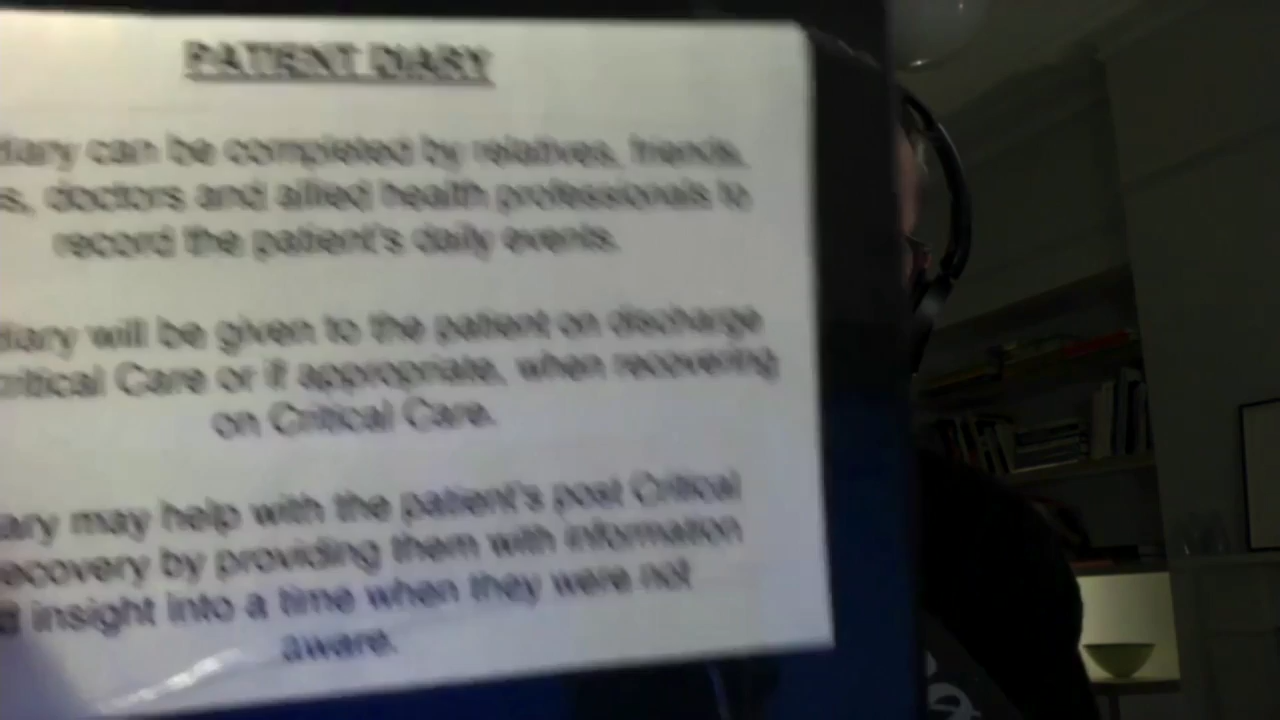 PATIENT DIARY
diary can be completed by relatives, friends,
doctors and allied health professionals to
record the patient's daily events.
diary will be given to the patient on discharge
Critical Care or if appropriate, when recovering
on Critical Care.
may help with the patient's post Critical
recovery by providing them with information
insight into a time when they were not
aware.